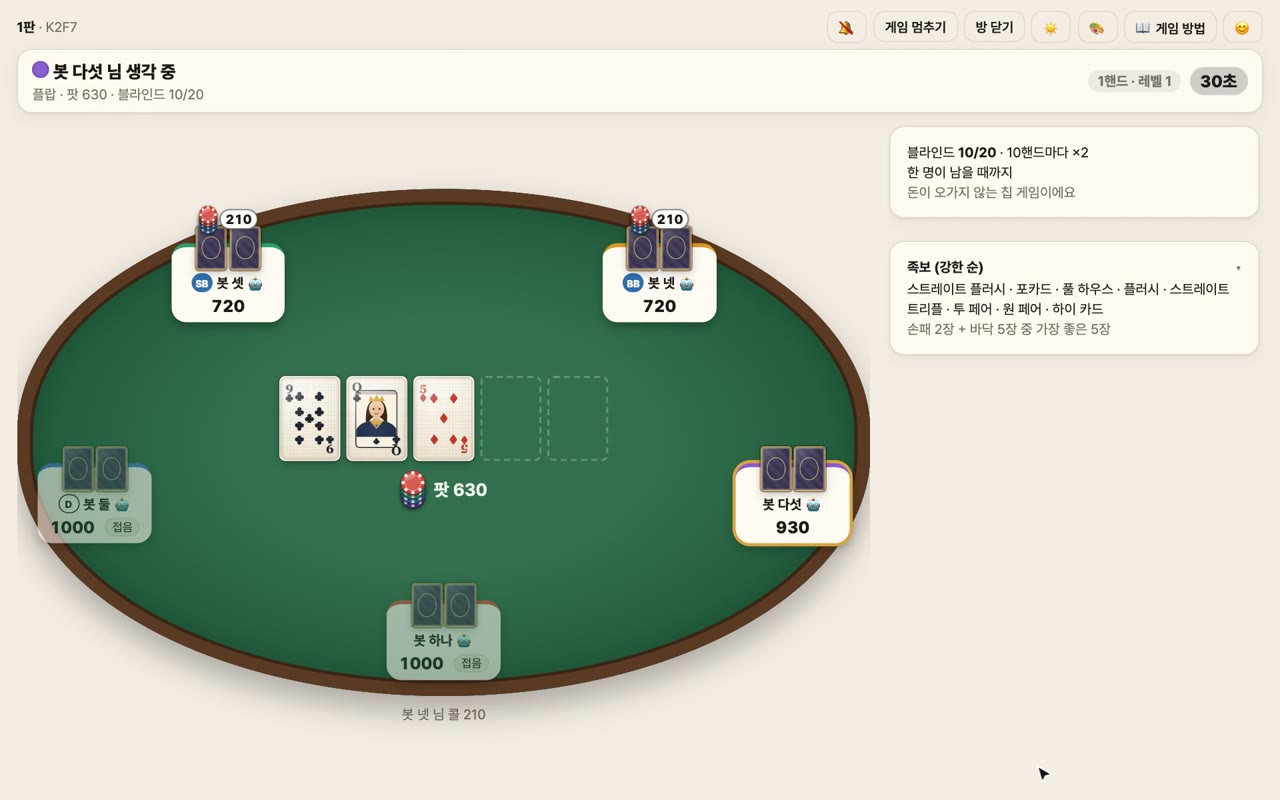 1판 · K2F7
게임 멈추기
방 닫기
게임 방법
봇 다섯 님 생각 중
플랍 · 팟 630 · 블라인드 10/20
1핸드 · 레벨 1
30초
블라인드 10/20 · 10핸드마다 ×2
한 명이 남을 때까지
돈이 오가지 않는 칩 게임이에요
족보 (강한 순)
스트레이트 플러시 · 포카드 · 풀 하우스 · 플러시 · 스트레이트
트리플 · 투 페어 · 원 페어 · 하이 카드
손패 2장 + 바닥 5장 중 가장 좋은 5장
210
SB 봇 셋
720
210
BB 봇 넷
720
9
9
Q
Q
5
5
팟 630
D 봇 둘
1000 접음
봇 다섯
930
봇 하나
1000 접음
봇 넷 님 콜 210